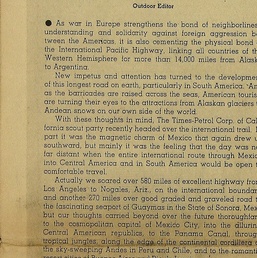 Outdoor Editor
● As war in Europe strengthens the bond of neighborliness,
understanding and solidarity against foreign aggression be-
tween the Americas, it is also cementing the physical bond
the International Pacific Highway, linking all countries of th
Western Hemisphere for more than 14,000 miles from Alask
to Argentina.
New impetus and attention has turned to the developme
of this long road on earth, particularly in South America.
as the barricades are raised across the seas, American touris
are turning their eyes to the attractions from Alaskan glaciers
Andean snows on our own side of the world.
With these thoughts in mind, The Times-Petrol Corp. of Cal
fornia scout party recently headed over the international trail.
part it was the magnetic charm of Mexico that again drew u
southward, but mainly it was the feeling that the day was no
far distant when the entire international route through Mexic
into Central America and in South America would be open t
comfortable travel.
Actually we scored over 580 miles of excellent highway from
Los Angeles to Nogales, Ariz., on the international boundar
and another 270 miles over good graded and graveled road t
the fascinating seaport of Guaymas in the State of Sonora, Mex
but our thoughts carried beyond over the future thoroughfar
to the cosmopolitan capital of Mexico City, into the allurin
Central American republics, to the Panama Canal, throug
tropical jungles, along the edge of the continental cordillera
the sky-sweeping Andes in Peru and Chile, and to the romanti